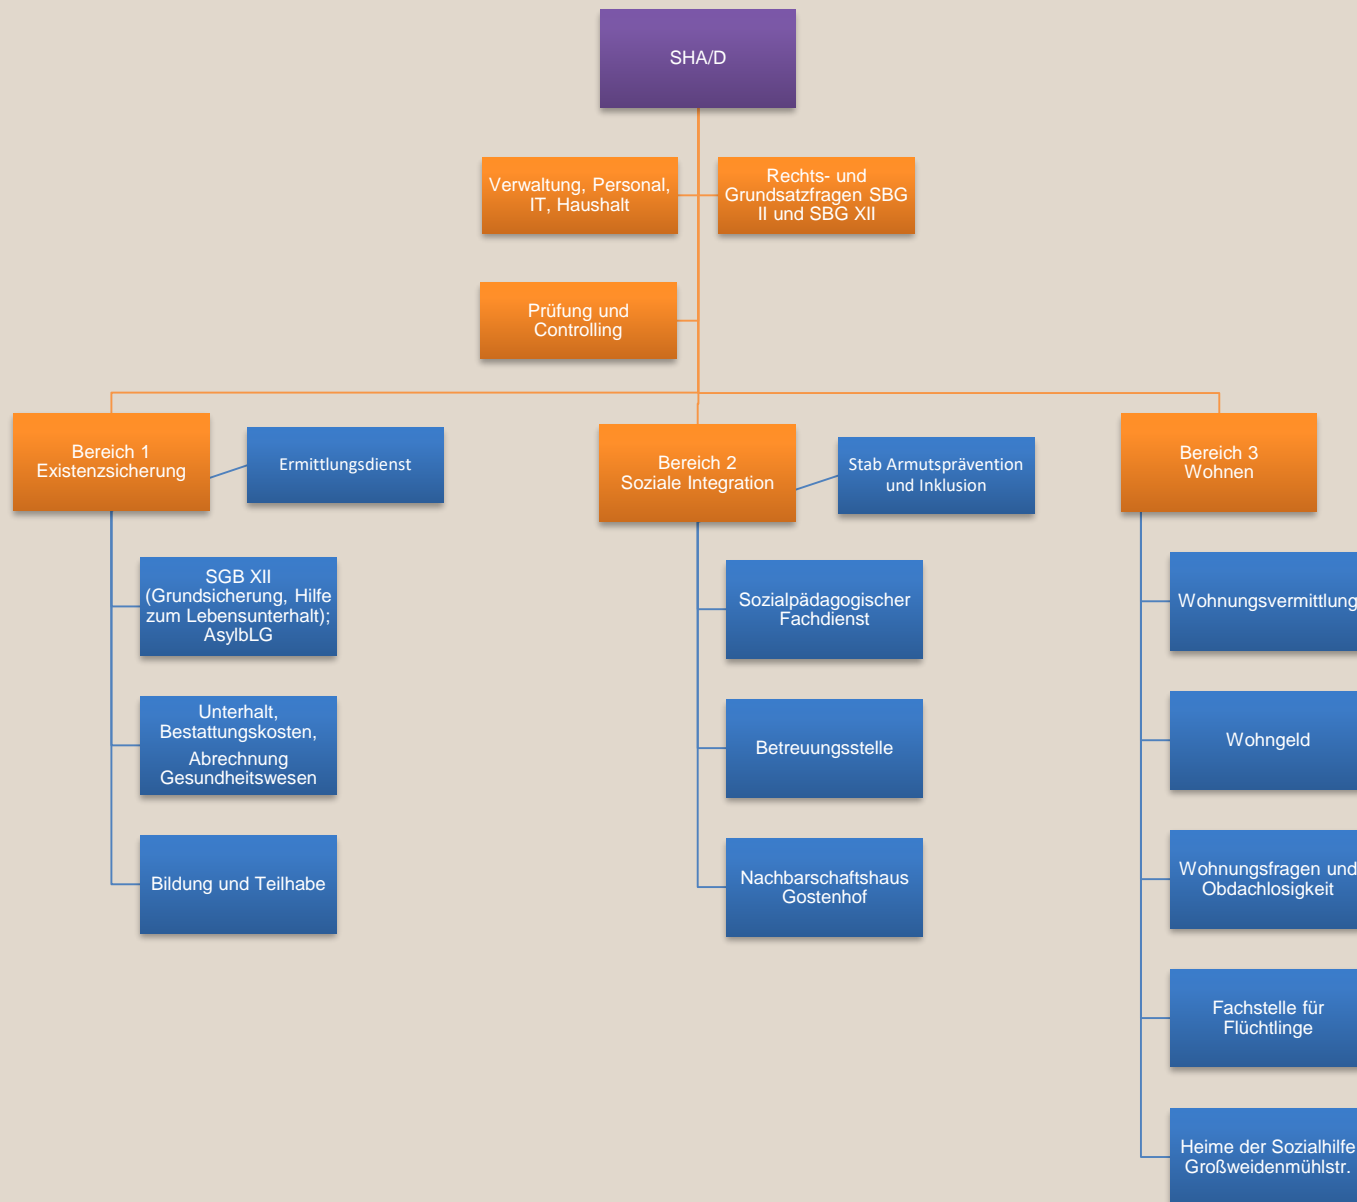 SHA/D
Verwaltung, Personal,
IT, Haushalt
Rechts- und
Grundsatzfragen SBG
II und SBG XII
Prüfung und
Controlling
Bereich 1
Existenzsicherung
Ermittlungsdienst
SGB XII
(Grundsicherung, Hilfe
zum Lebensunterhalt);
AsylbLG
Unterhalt,
Bestattungskosten,
Abrechnung
Gesundheitswesen
Bildung und Teilhabe
Bereich 2
Soziale Integration
Stab Armutsprävention
und Inklusion
Sozialpädagogischer
Fachdienst
Betreuungsstelle
Nachbarschaftshaus
Gostenhof
Bereich 3
Wohnen
Wohnungsvermittlung
Wohngeld
Wohnungsfragen und
Obdachlosigkeit
Fachstelle für
Flüchtlinge
Heime der Sozialhilfe
Großweidenmühlstr.